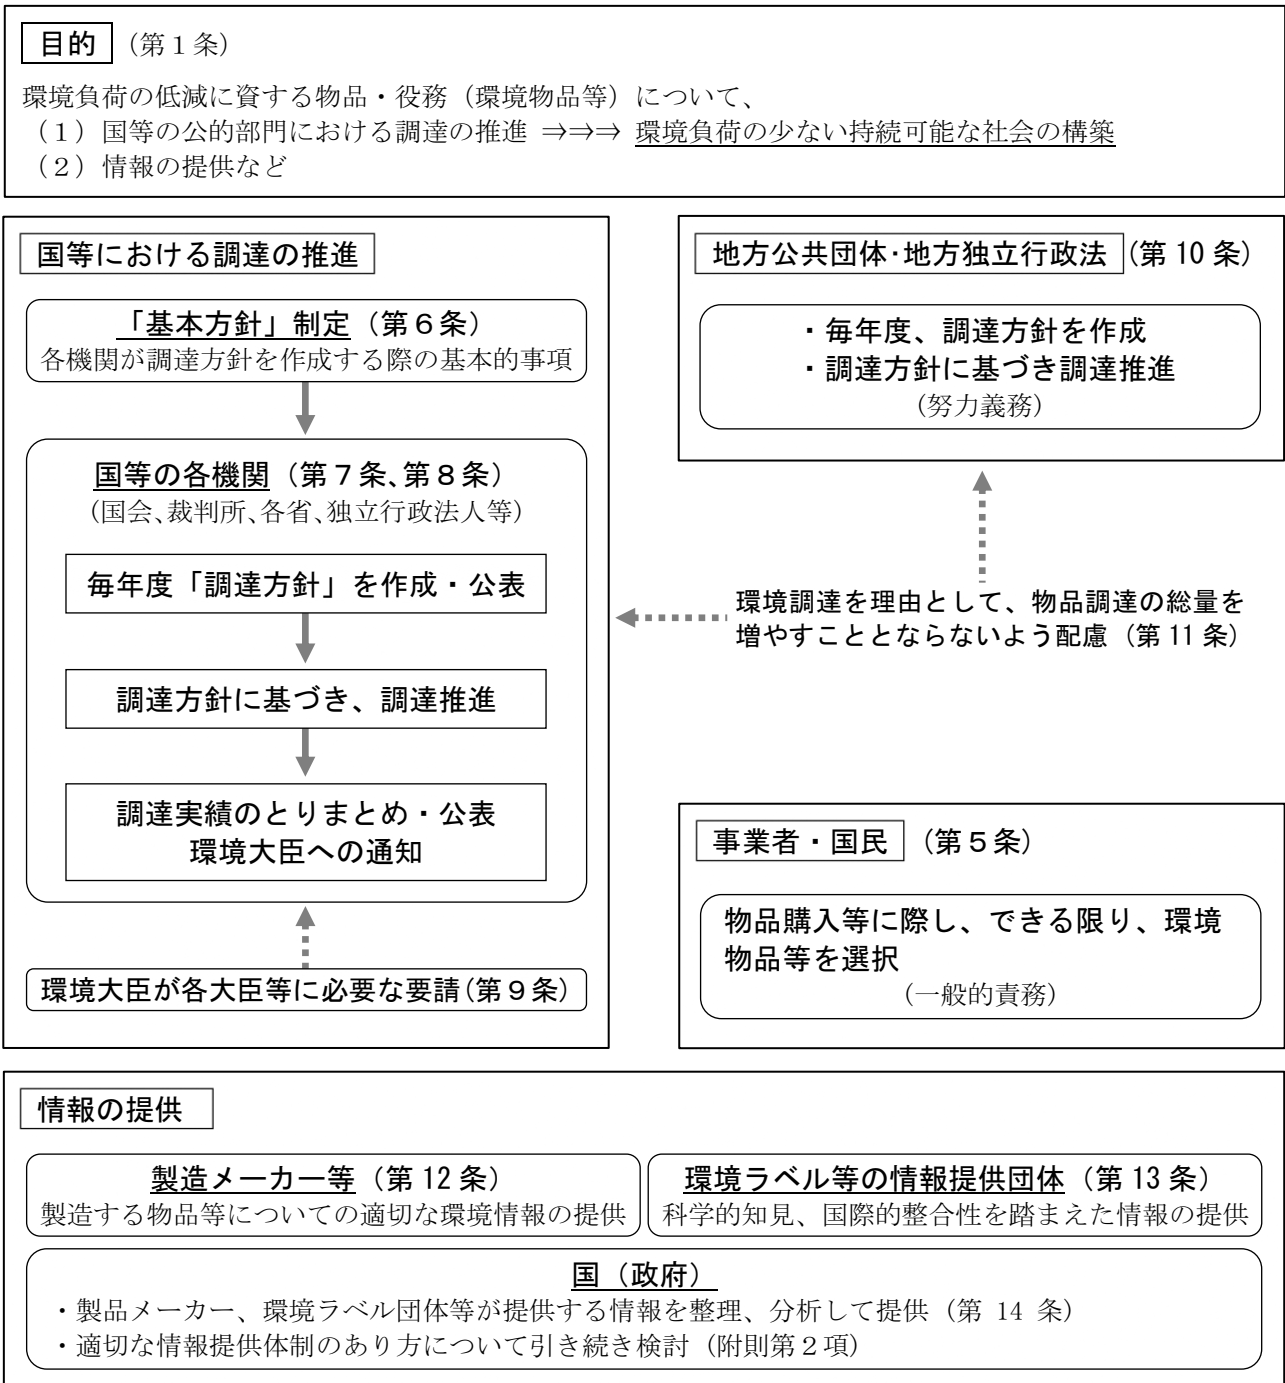 目的（第１条）
環境負荷の低減に資する物品・役務（環境物品等）について、
（１）国等の公的部門における調達の推進 ⇒⇒⇒ 環境負荷の少ない持続可能な社会の構築
（２）情報の提供など
国等における調達の推進
「基本方針」制定（第６条）
各機関が調達方針を作成する際の基本的事項
国等の各機関（第７条、第８条）
（国会、裁判所、各省、独立行政法人等）
毎年度「調達方針」を作成・公表
調達方針に基づき、調達推進
調達実績のとりまとめ・公表
環境大臣への通知
環境大臣が各大臣等に必要な要請（第９条）
地方公共団体・地方独立行政法人（第 10 条）
・毎年度、調達方針を作成
・調達方針に基づき調達推進
（努力義務）
環境調達を理由として、物品調達の総量を
増やすこととならないよう配慮（第 11 条）
事業者・国民（第５条）
物品購入等に際し、できる限り、環境
物品等を選択
（一般的責務）
情報の提供
製造メーカー等（第 12 条）
製造する物品等についての適切な環境情報の提供
環境ラベル等の情報提供団体（第 13 条）
科学的知見、国際的整合性を踏まえた情報の提供
国（政府）
・製品メーカー、環境ラベル団体等が提供する情報を整理、分析して提供（第 14 条）
・適切な情報提供体制のあり方について引き続き検討（附則第２項）